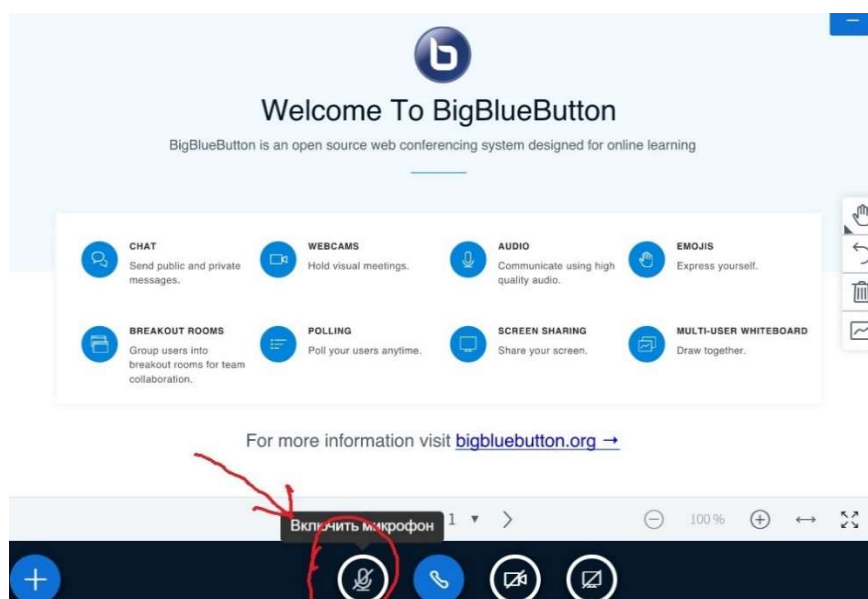 Welcome To BigBlueButton
BigBlueButton is an open source web conferencing system designed for online learning
CHAT
Send public and private
messages.
WEBCAMS
Hold visual meetings.
AUDIO
Communicate using high
quality audio.
EMOJIS
Express yourself.
BREAKOUT ROOMS
Group users into
breakout rooms for team
collaboration.
POLLING
Poll your users anytime.
SCREEN SHARING
Share your screen.
MULTI-USER WHITEBOARD
Draw together.
For more information visit bigbluebutton.org →
Включить микрофон
1
100 %